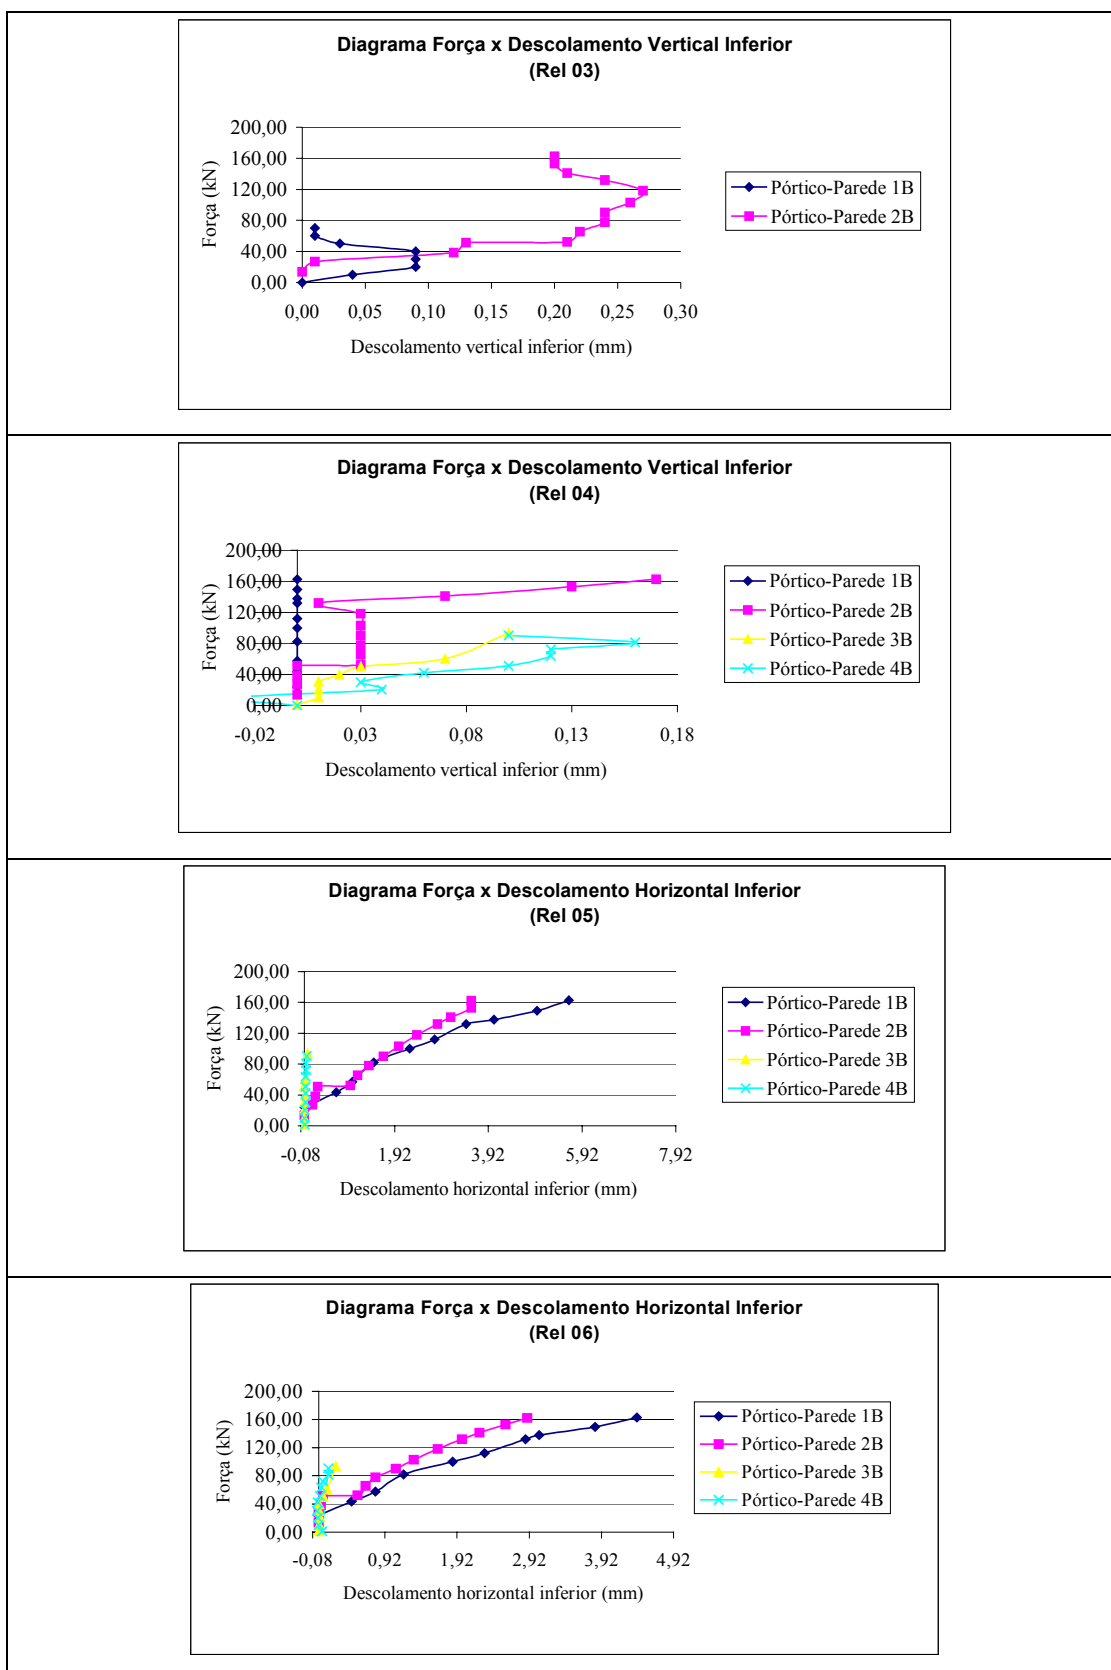 Diagrama Força x Descolamento Vertical Inferior
(Rel 03)
200,00
160,00
120,00
80,00
40,00
0,00
Força (kN)
0,00 0,05 0,10 0,15 0,20 0,25 0,30
Descolamento vertical inferior (mm)
Pórtico-Parede 1B
Pórtico-Parede 2B
Diagrama Força x Descolamento Vertical Inferior
(Rel 04)
200,00
160,00
120,00
80,00
40,00
0,00
Força (kN)
-0,02 0,03 0,08 0,13 0,18
Descolamento vertical inferior (mm)
Pórtico-Parede 1B
Pórtico-Parede 2B
Pórtico-Parede 3B
Pórtico-Parede 4B
Diagrama Força x Descolamento Horizontal Inferior
(Rel 05)
200,00
160,00
120,00
80,00
40,00
0,00
Força (kN)
-0,08 1,92 3,92 5,92 7,92
Descolamento horizontal inferior (mm)
Pórtico-Parede 1B
Pórtico-Parede 2B
Pórtico-Parede 3B
Pórtico-Parede 4B
Diagrama Força x Descolamento Horizontal Inferior
(Rel 06)
200,00
160,00
120,00
80,00
40,00
0,00
Força (kN)
-0,08 0,92 1,92 2,92 3,92 4,92
Descolamento horizontal inferior (mm)
Pórtico-Parede 1B
Pórtico-Parede 2B
Pórtico-Parede 3B
Pórtico-Parede 4B